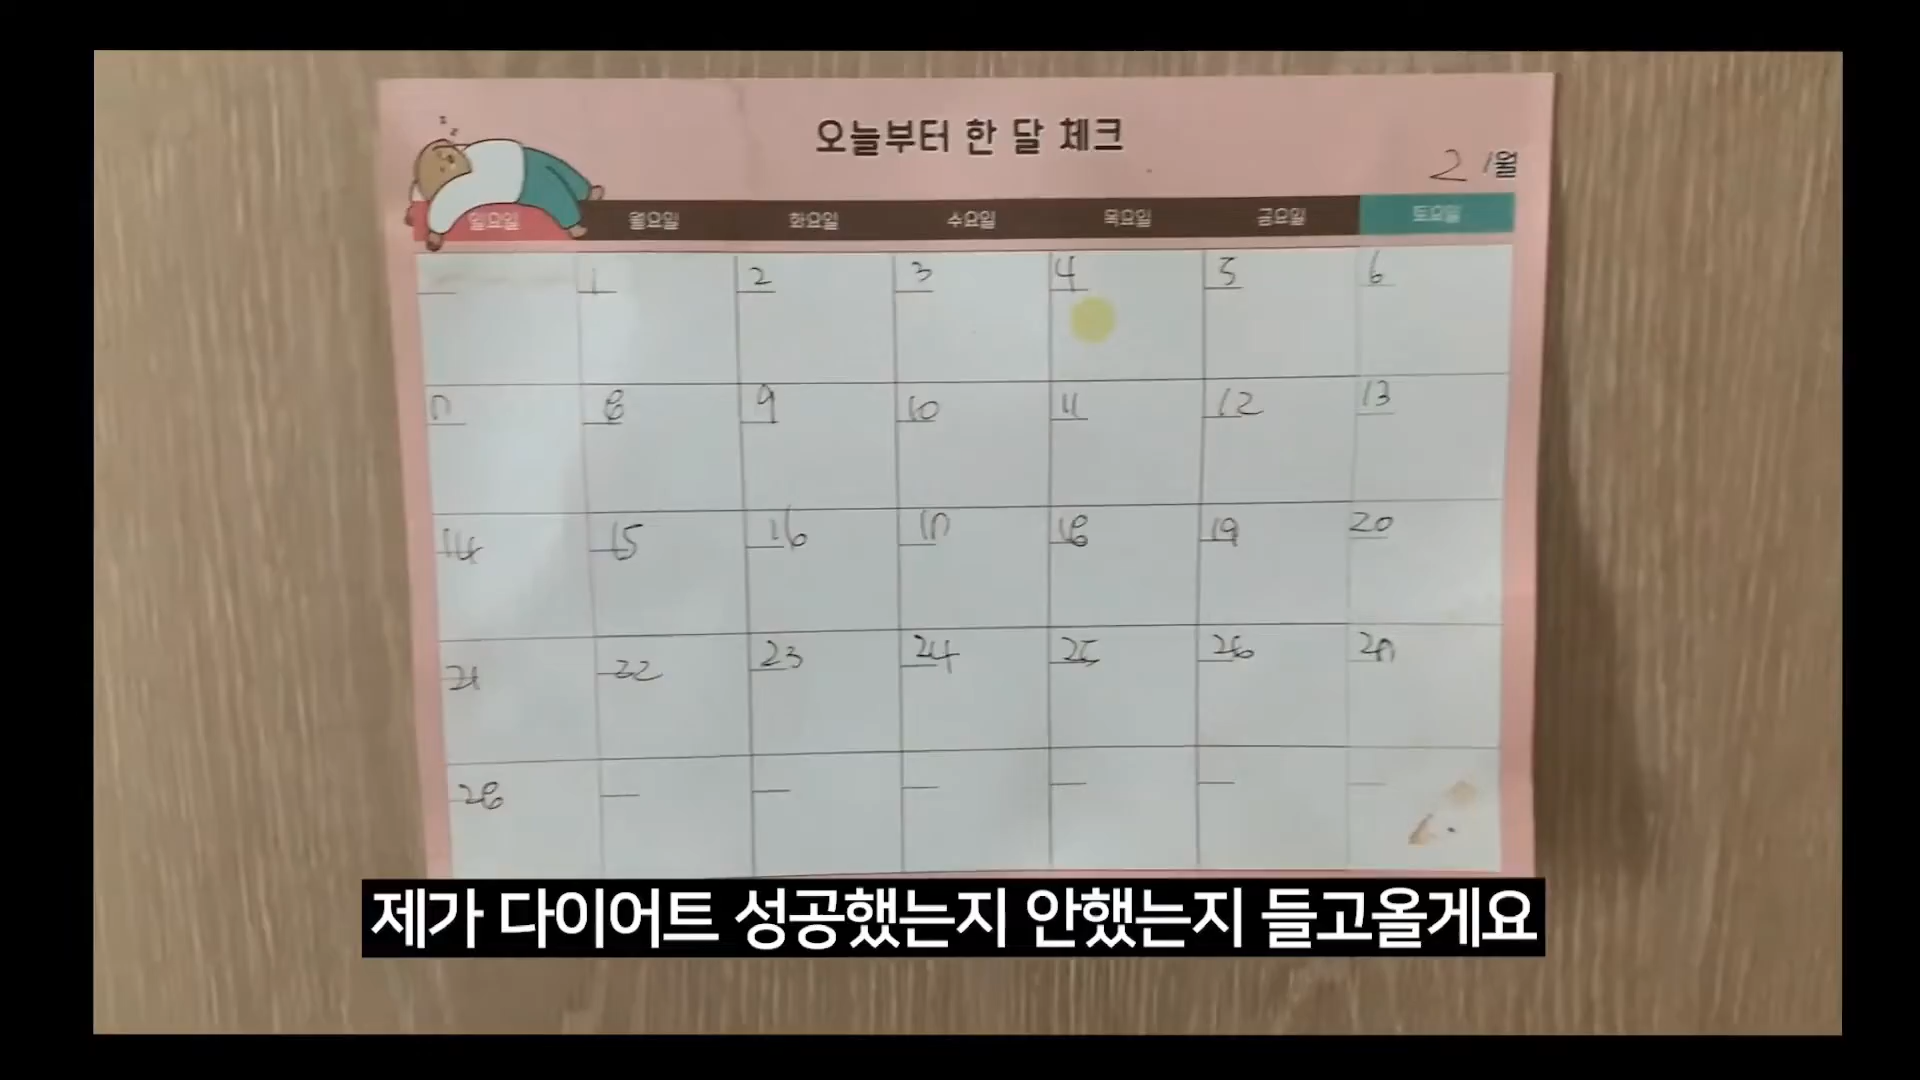 오늘부터 한 달 체크
2 /월
일요일 월요일 화요일 수요일 목요일 금요일 토요일
1 2 3 4 5 6
7 8 9 10 11 12 13
14 15 16 17 18 19 20
21 22 23 24 25 26 27
28
제가 다이어트 성공했는지 안했는지 들고올게요